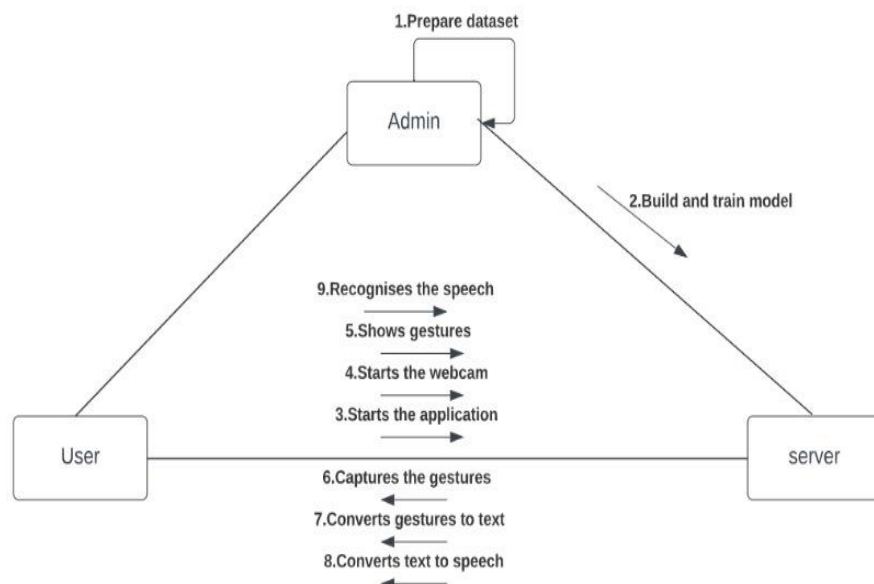 1.Prepare dataset
Admin
2.Build and train model
9.Recognises the speech
5.Shows gestures
4.Starts the webcam
3.Starts the application
User
server
6.Captures the gestures
7.Converts gestures to text
8.Converts text to speech